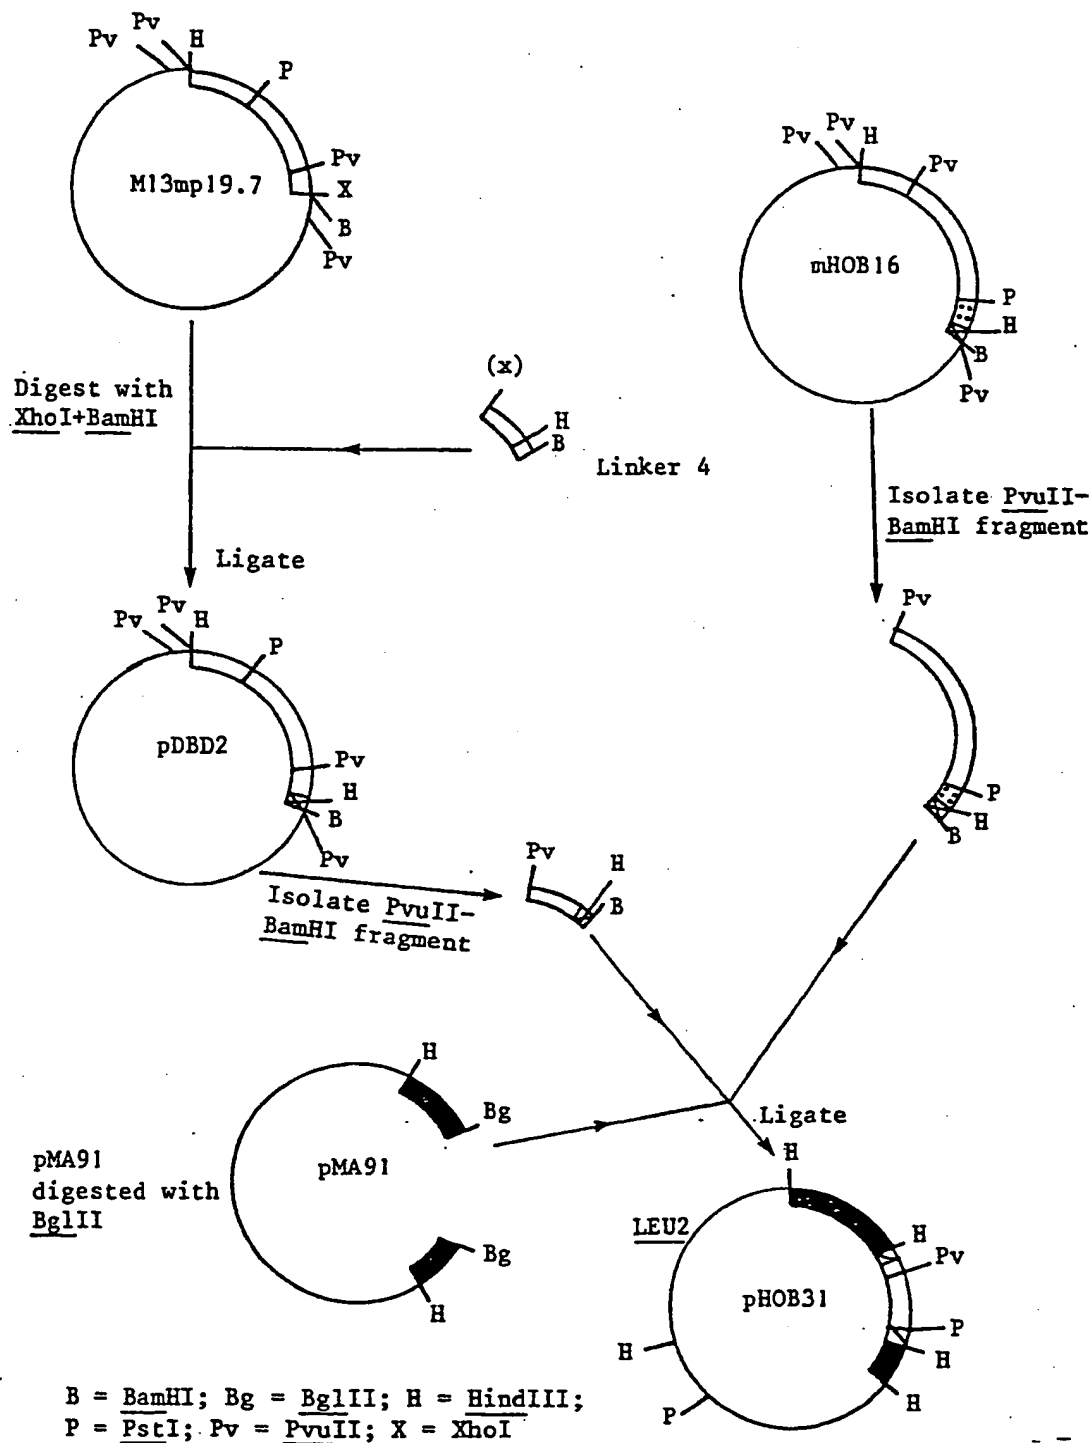 Pv
Pv
H
P
Pv
X
B
Pv
M13mp19.7
Pv
Pv
H
Pv
mHOB16
P
H
B
Pv
Digest with
XhoI+BamHI
(x)
H
B
Linker 4
Isolate PvuII-
BamHI fragment
Ligate
Pv
Pv
H
P
pDBD2
Pv
H
B
Pv
Pv
P
H
B
Isolate PvuII-
BamHI fragment
Pv
H
B
H
Bg
pMA91
Bg
H
pMA91
digested with
BglII
Ligate
H
LEU2
H
Pv
pHOB31
P
H
H
H
P
B = BamHI; Bg = BglII; H = HindIII;
P = PstI; Pv = PvuII; X = XhoI